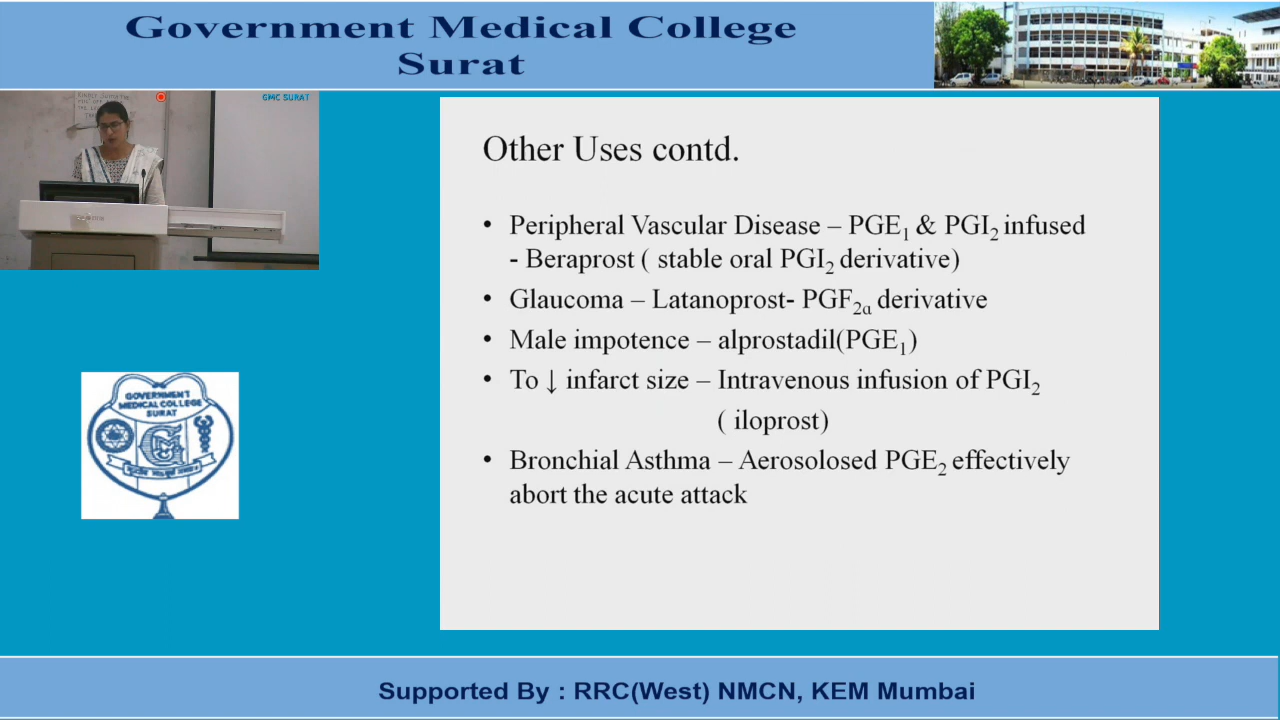 Government Medical College
Surat
GMC SURAT
Other Uses contd.
• Peripheral Vascular Disease – PGE₁ & PGI₂ infused
- Beraprost ( stable oral PGI₂ derivative)
• Glaucoma – Latanoprost- PGF₂α derivative
• Male impotence – alprostadil(PGE₁)
• To ↓ infarct size – Intravenous infusion of PGI₂
( iloprost)
• Bronchial Asthma – Aerosolosed PGE₂ effectively
abort the acute attack
GOVERNMENT
MEDICAL COLLEGE
SURAT
Supported By : RRC(West) NMCN, KEM Mumbai